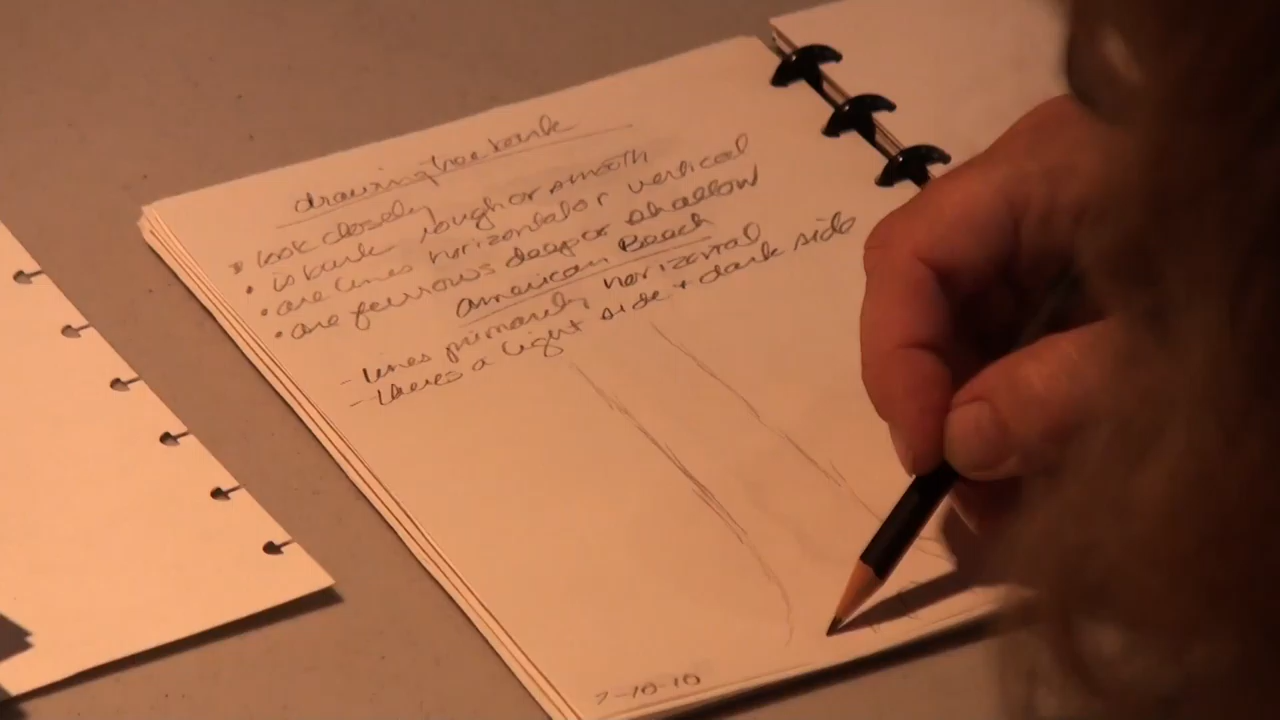 drawing tree bark
• look closely
• is bark rough or smooth
• are lines horizontal or vertical
• are furrows deep or shallow
American Beech
- lines primarily horizontal
- there's a light side + dark side
7-10-10